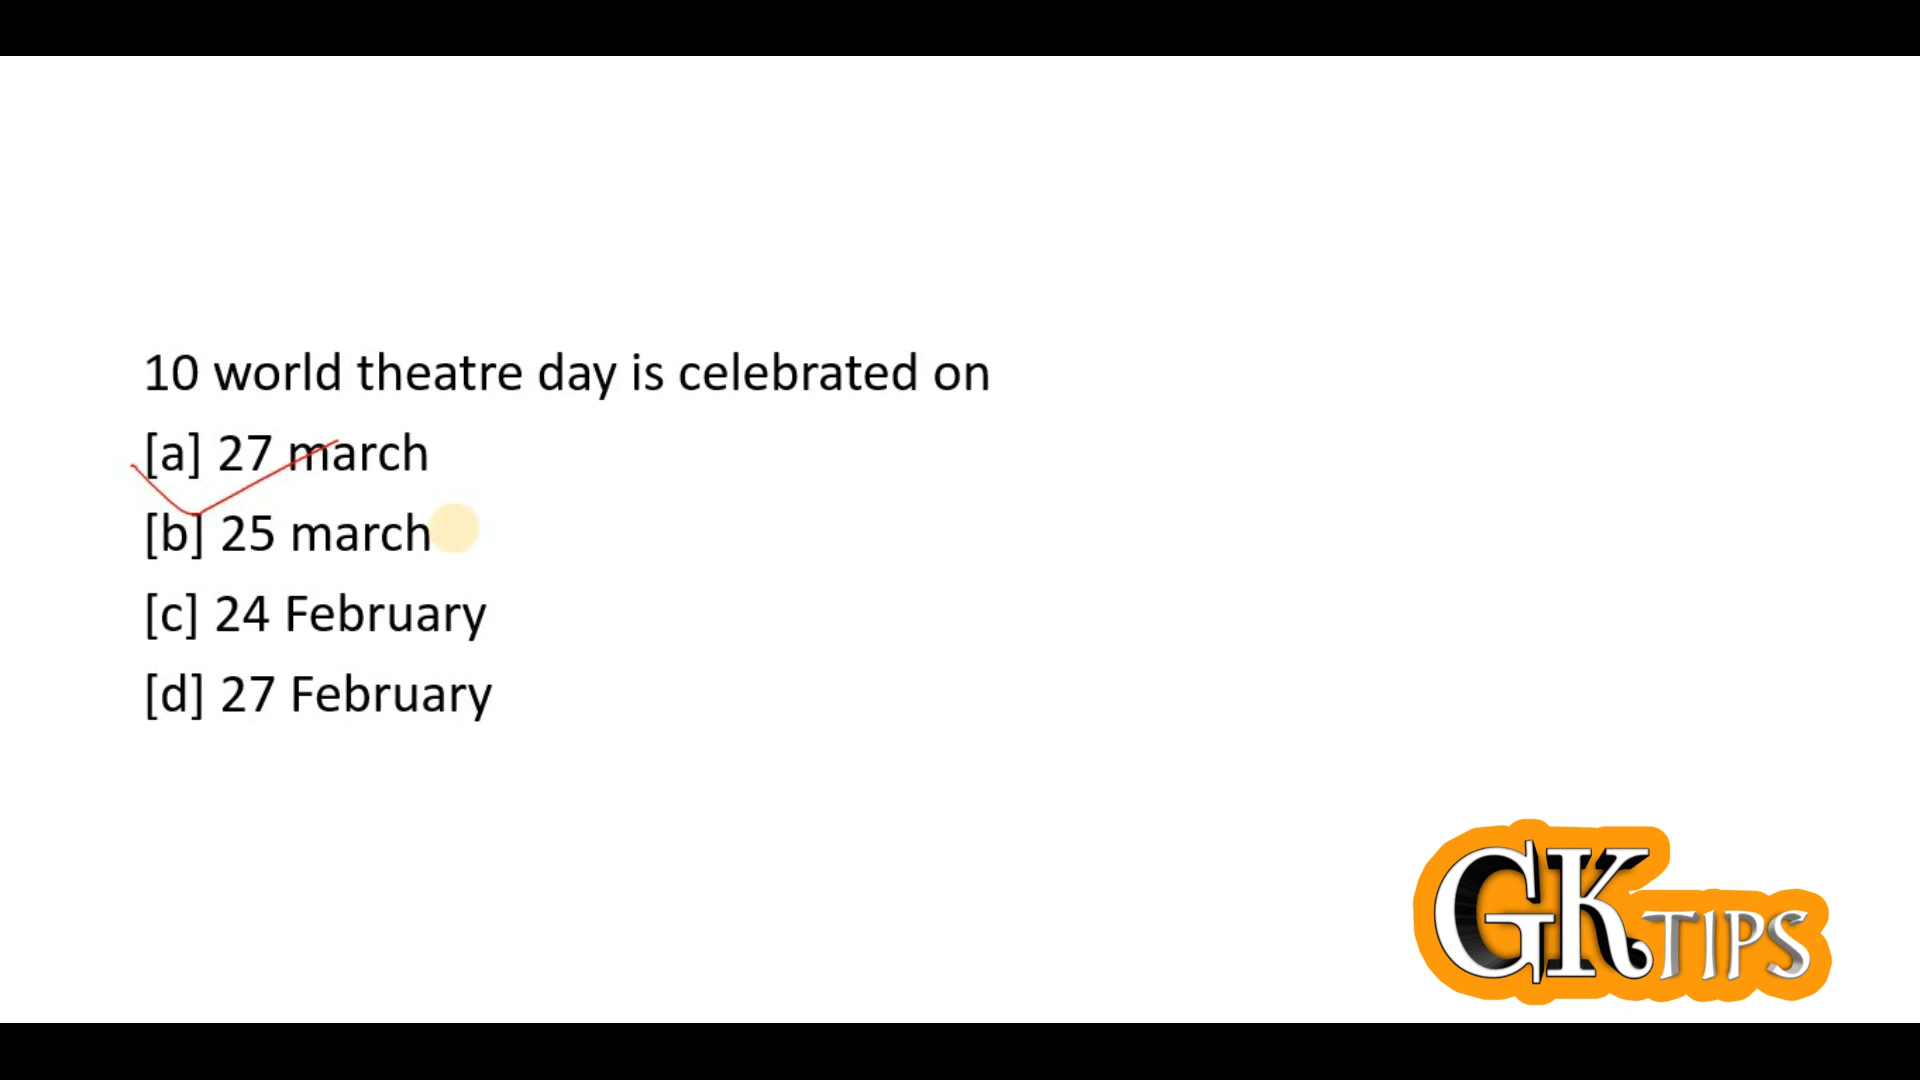 10 world theatre day is celebrated on
[a] 27 march
[b] 25 march
[c] 24 February
[d] 27 February
GK TIPS